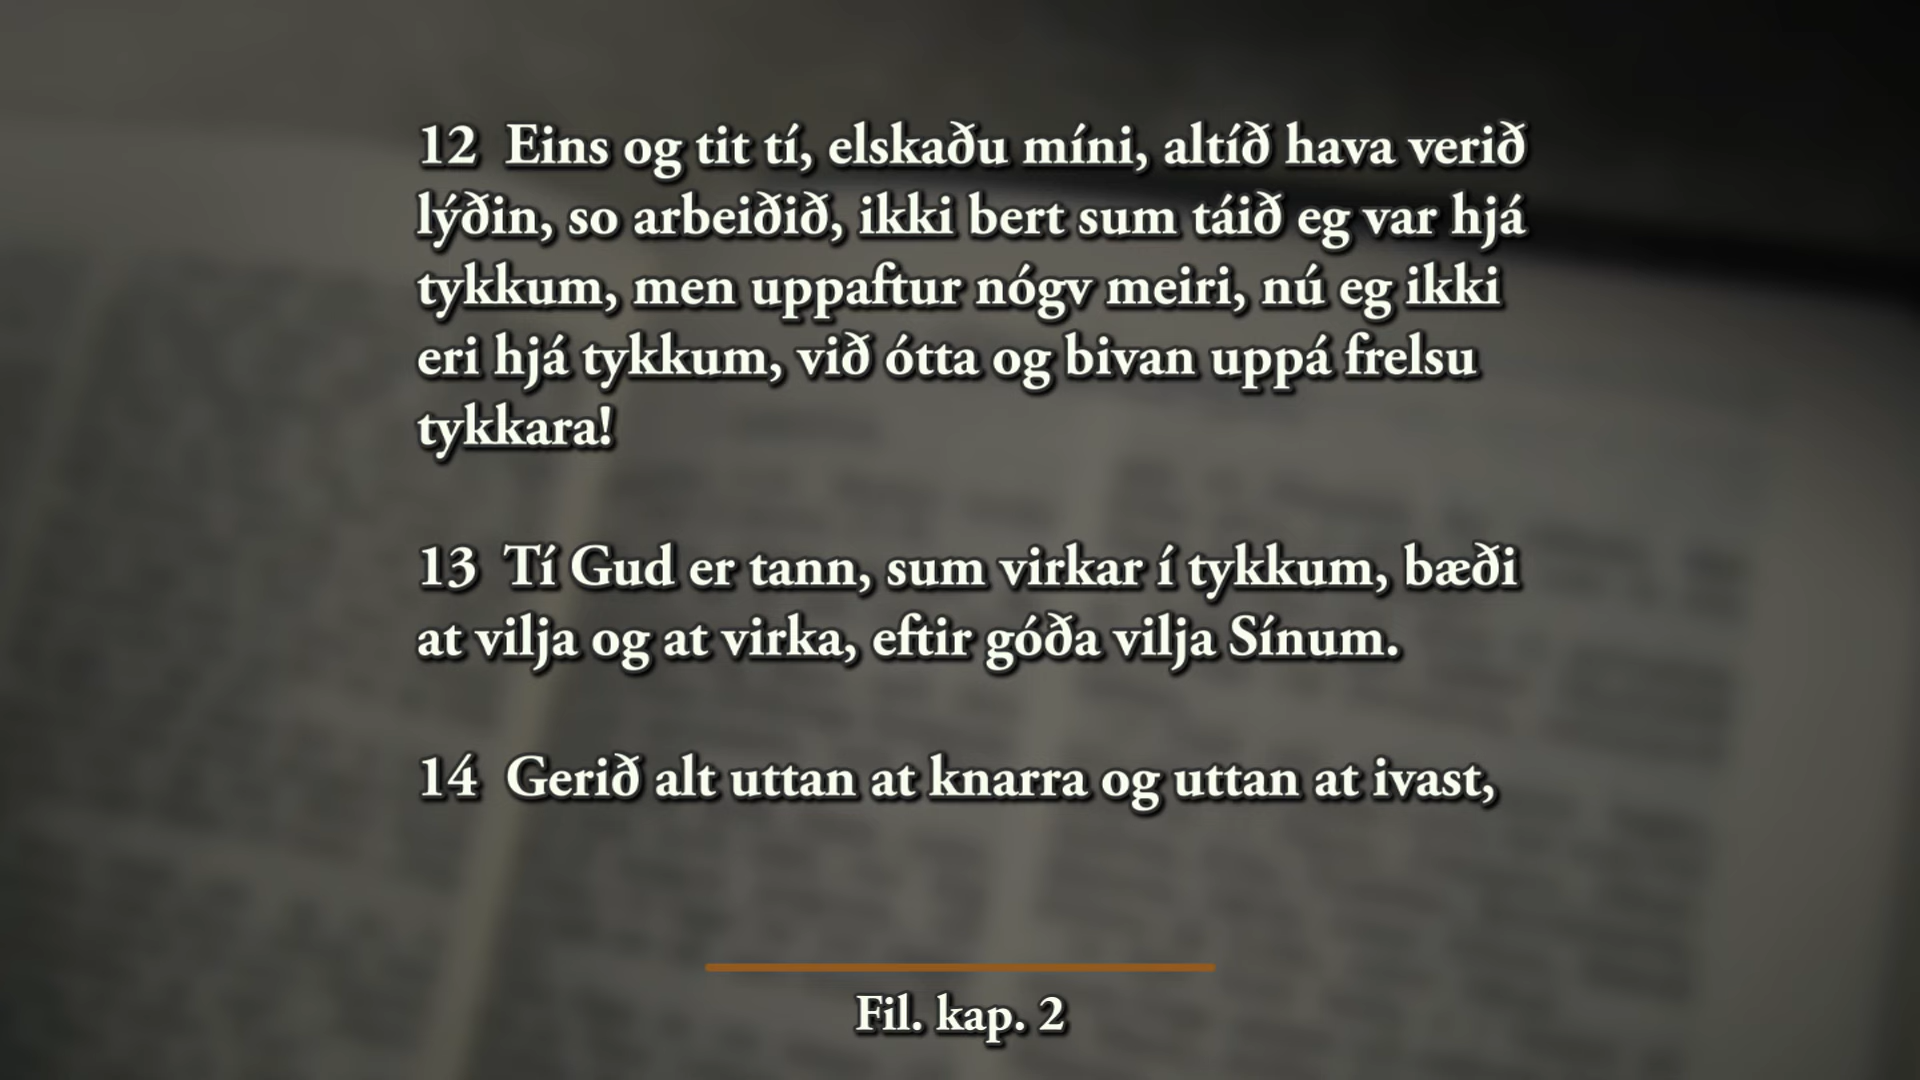 12 Eins og tit tí, elskaðu míni, altíð hava verið
lýðin, so arbeiðið, ikki bert sum táið eg var hjá
tykkum, men uppaftur nógv meiri, nú eg ikki
eri hjá tykkum, við ótta og bivan uppá frelsu
tykkara!
13 Tí Gud er tann, sum virkar í tykkum, bæði
at vilja og at virka, eftir góða vilja Sínum.
14 Gerið alt uttan at knarra og uttan at ivast,
Fil. kap. 2